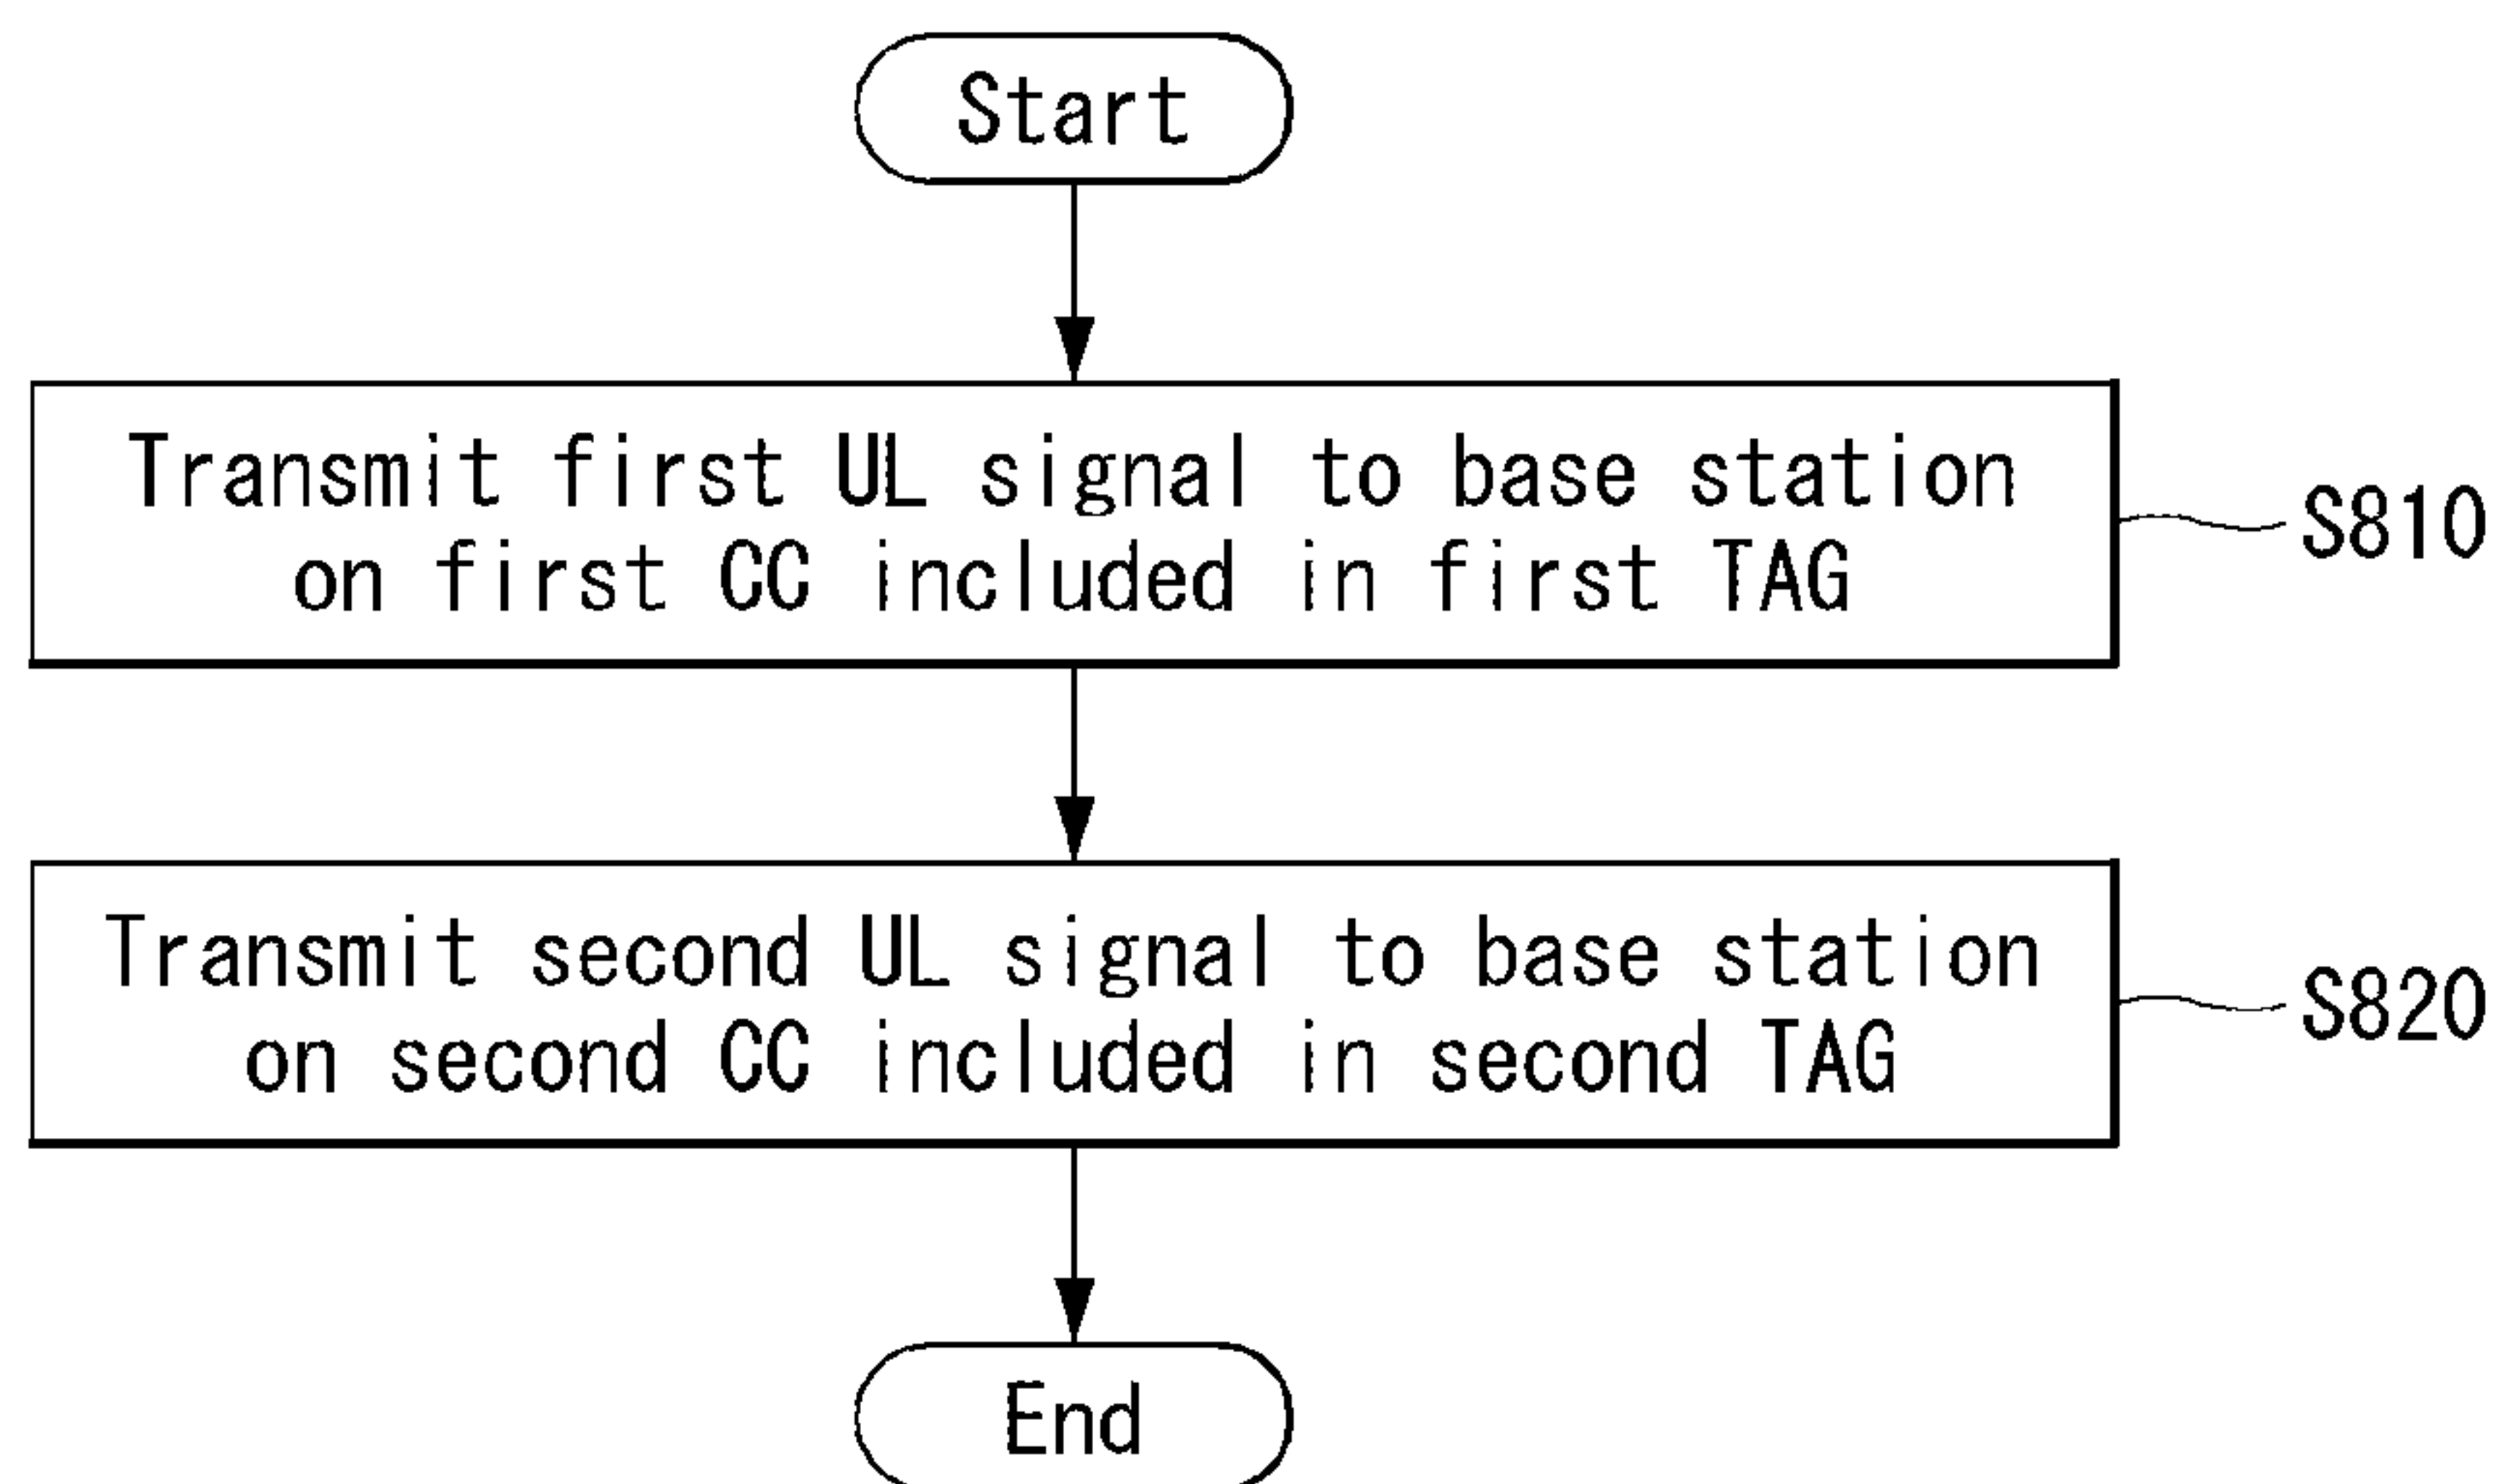 Start
Transmit first UL signal to base station
on first CC included in first TAG
S810
Transmit second UL signal to base station
on second CC included in second TAG
S820
End